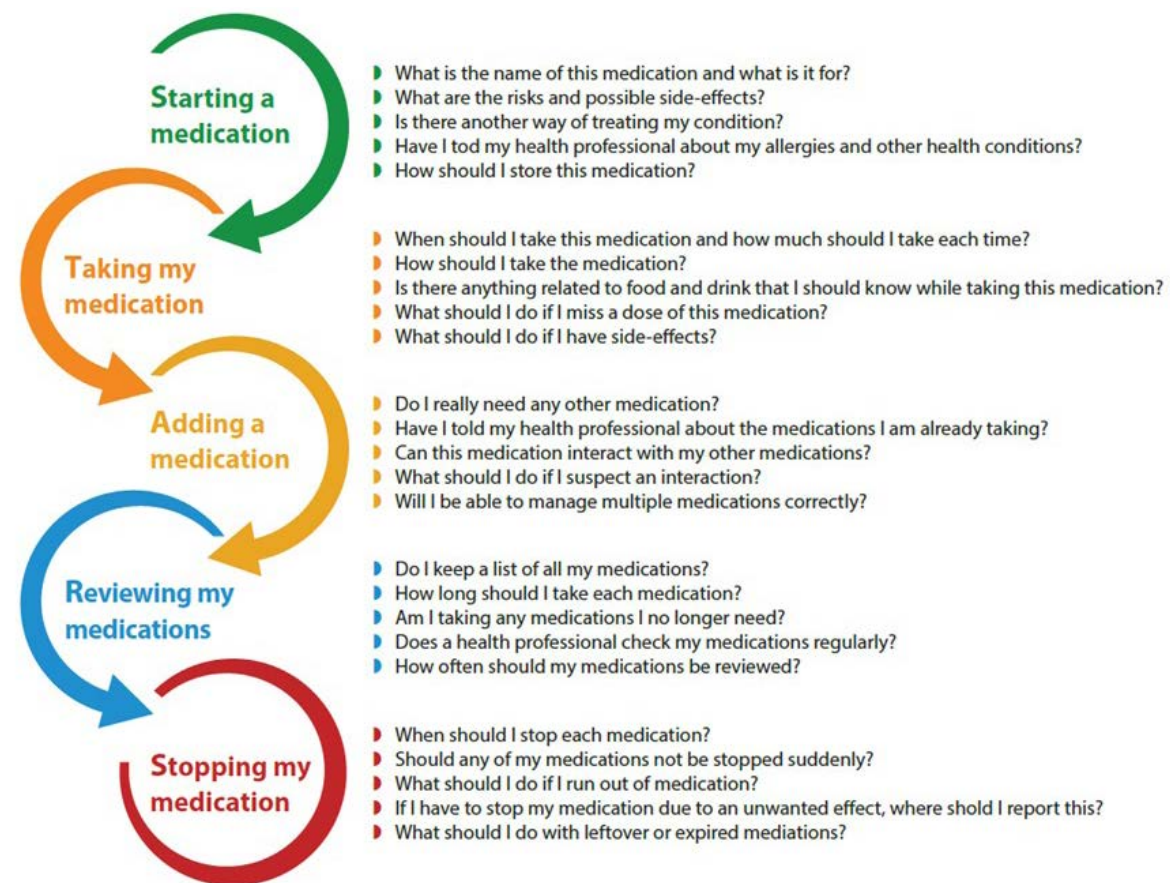 Starting a
medication
What is the name of this medication and what is it for?
What are the risks and possible side-effects?
Is there another way of treating my condition?
Have I tod my health professional about my allergies and other health conditions?
How should I store this medication?
Taking my
medication
When should I take this medication and how much should I take each time?
How should I take the medication?
Is there anything related to food and drink that I should know while taking this medication?
What should I do if I miss a dose of this medication?
What should I do if I have side-effects?
Adding a
medication
Do I really need any other medication?
Have I told my health professional about the medications I am already taking?
Can this medication interact with my other medications?
What should I do if I suspect an interaction?
Will I be able to manage multiple medications correctly?
Reviewing my
medications
Do I keep a list of all my medications?
How long should I take each medication?
Am I taking any medications I no longer need?
Does a health professional check my medications regularly?
How often should my medications be reviewed?
Stopping my
medication
When should I stop each medication?
Should any of my medications not be stopped suddenly?
What should I do if I run out of medication?
If I have to stop my medication due to an unwanted effect, where shold I report this?
What should I do with leftover or expired mediations?